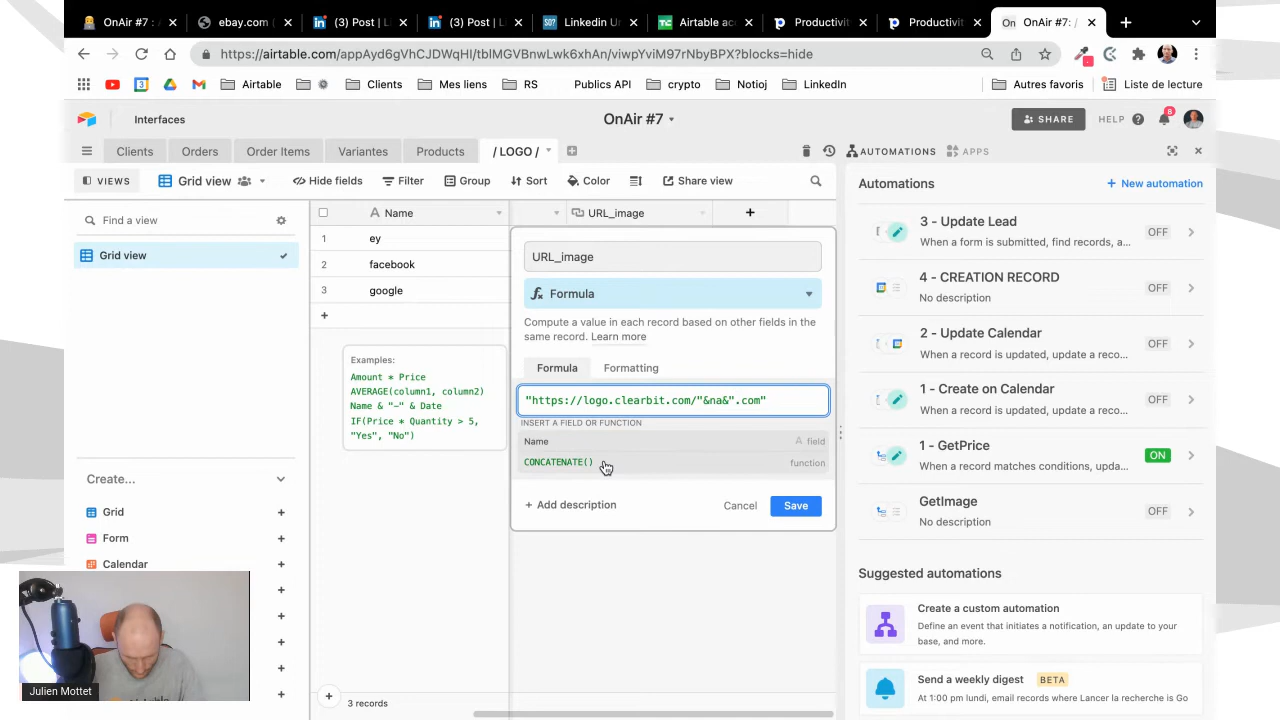 OnAir #7 : A
ebay.com (
(3) Post | L
(3) Post | L
Linkedin Ur
Airtable ac
Productivit
Productivit
OnAir #7: /
https://airtable.com/appAyd6gVhCJDWqHI/tblMGVBnwLwk6xhAn/viwpYviM97rNbyBPX?blocks=hide
Airtable
Clients
Mes liens
RS
Publics API
crypto
Notioj
LinkedIn
Autres favoris
Liste de lecture
Interfaces
OnAir #7
SHARE
HELP
8
Clients
Orders
Order Items
Variantes
Products
/ LOGO /
AUTOMATIONS
APPS
VIEWS
Grid view
Hide fields
Filter
Group
Sort
Color
Share view
Automations
+ New automation
Find a view
Grid view
Name
URL_image
1 ey
2 facebook
3 google
URL_image
Formula
Compute a value in each record based on other fields in the
same record. Learn more
Formula
Formatting
"https://logo.clearbit.com/"&na&".com"
INSERT A FIELD OR FUNCTION
Name
field
CONCATENATE()
function
+ Add description
Cancel
Save
Examples:
Amount * Price
AVERAGE(column1, column2)
Name & "-" & Date
IF(Price * Quantity > 5,
"Yes", "No")
3 - Update Lead
When a form is submitted, find records, a...
OFF
4 - CREATION RECORD
No description
OFF
2 - Update Calendar
When a record is updated, update a reco...
OFF
1 - Create on Calendar
When a record is updated, update a reco...
OFF
1 - GetPrice
When a record matches conditions, upda...
ON
GetImage
No description
OFF
Suggested automations
Create a custom automation
Define an event that initiates a notification, an update to your
base, and more.
Send a weekly digest
BETA
At 1:00 pm lundi, email records where Lancer la recherche is Go
Create...
Grid
Form
Calendar
3 records
Julien Mottet